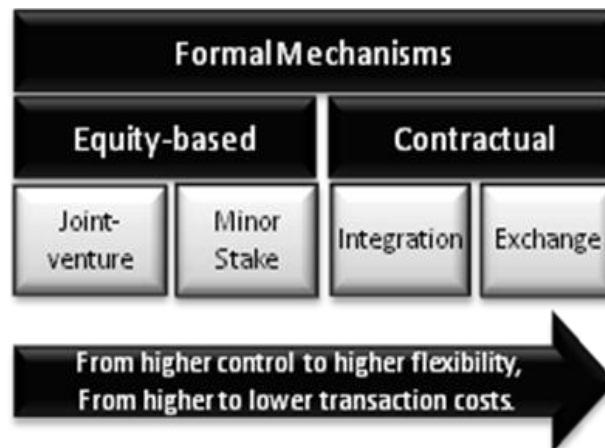 Formal Mechanisms
Equity-based
Contractual
Joint-
venture
Minor
Stake
Integration
Exchange
From higher control to higher flexibility,
From higher to lower transaction costs.